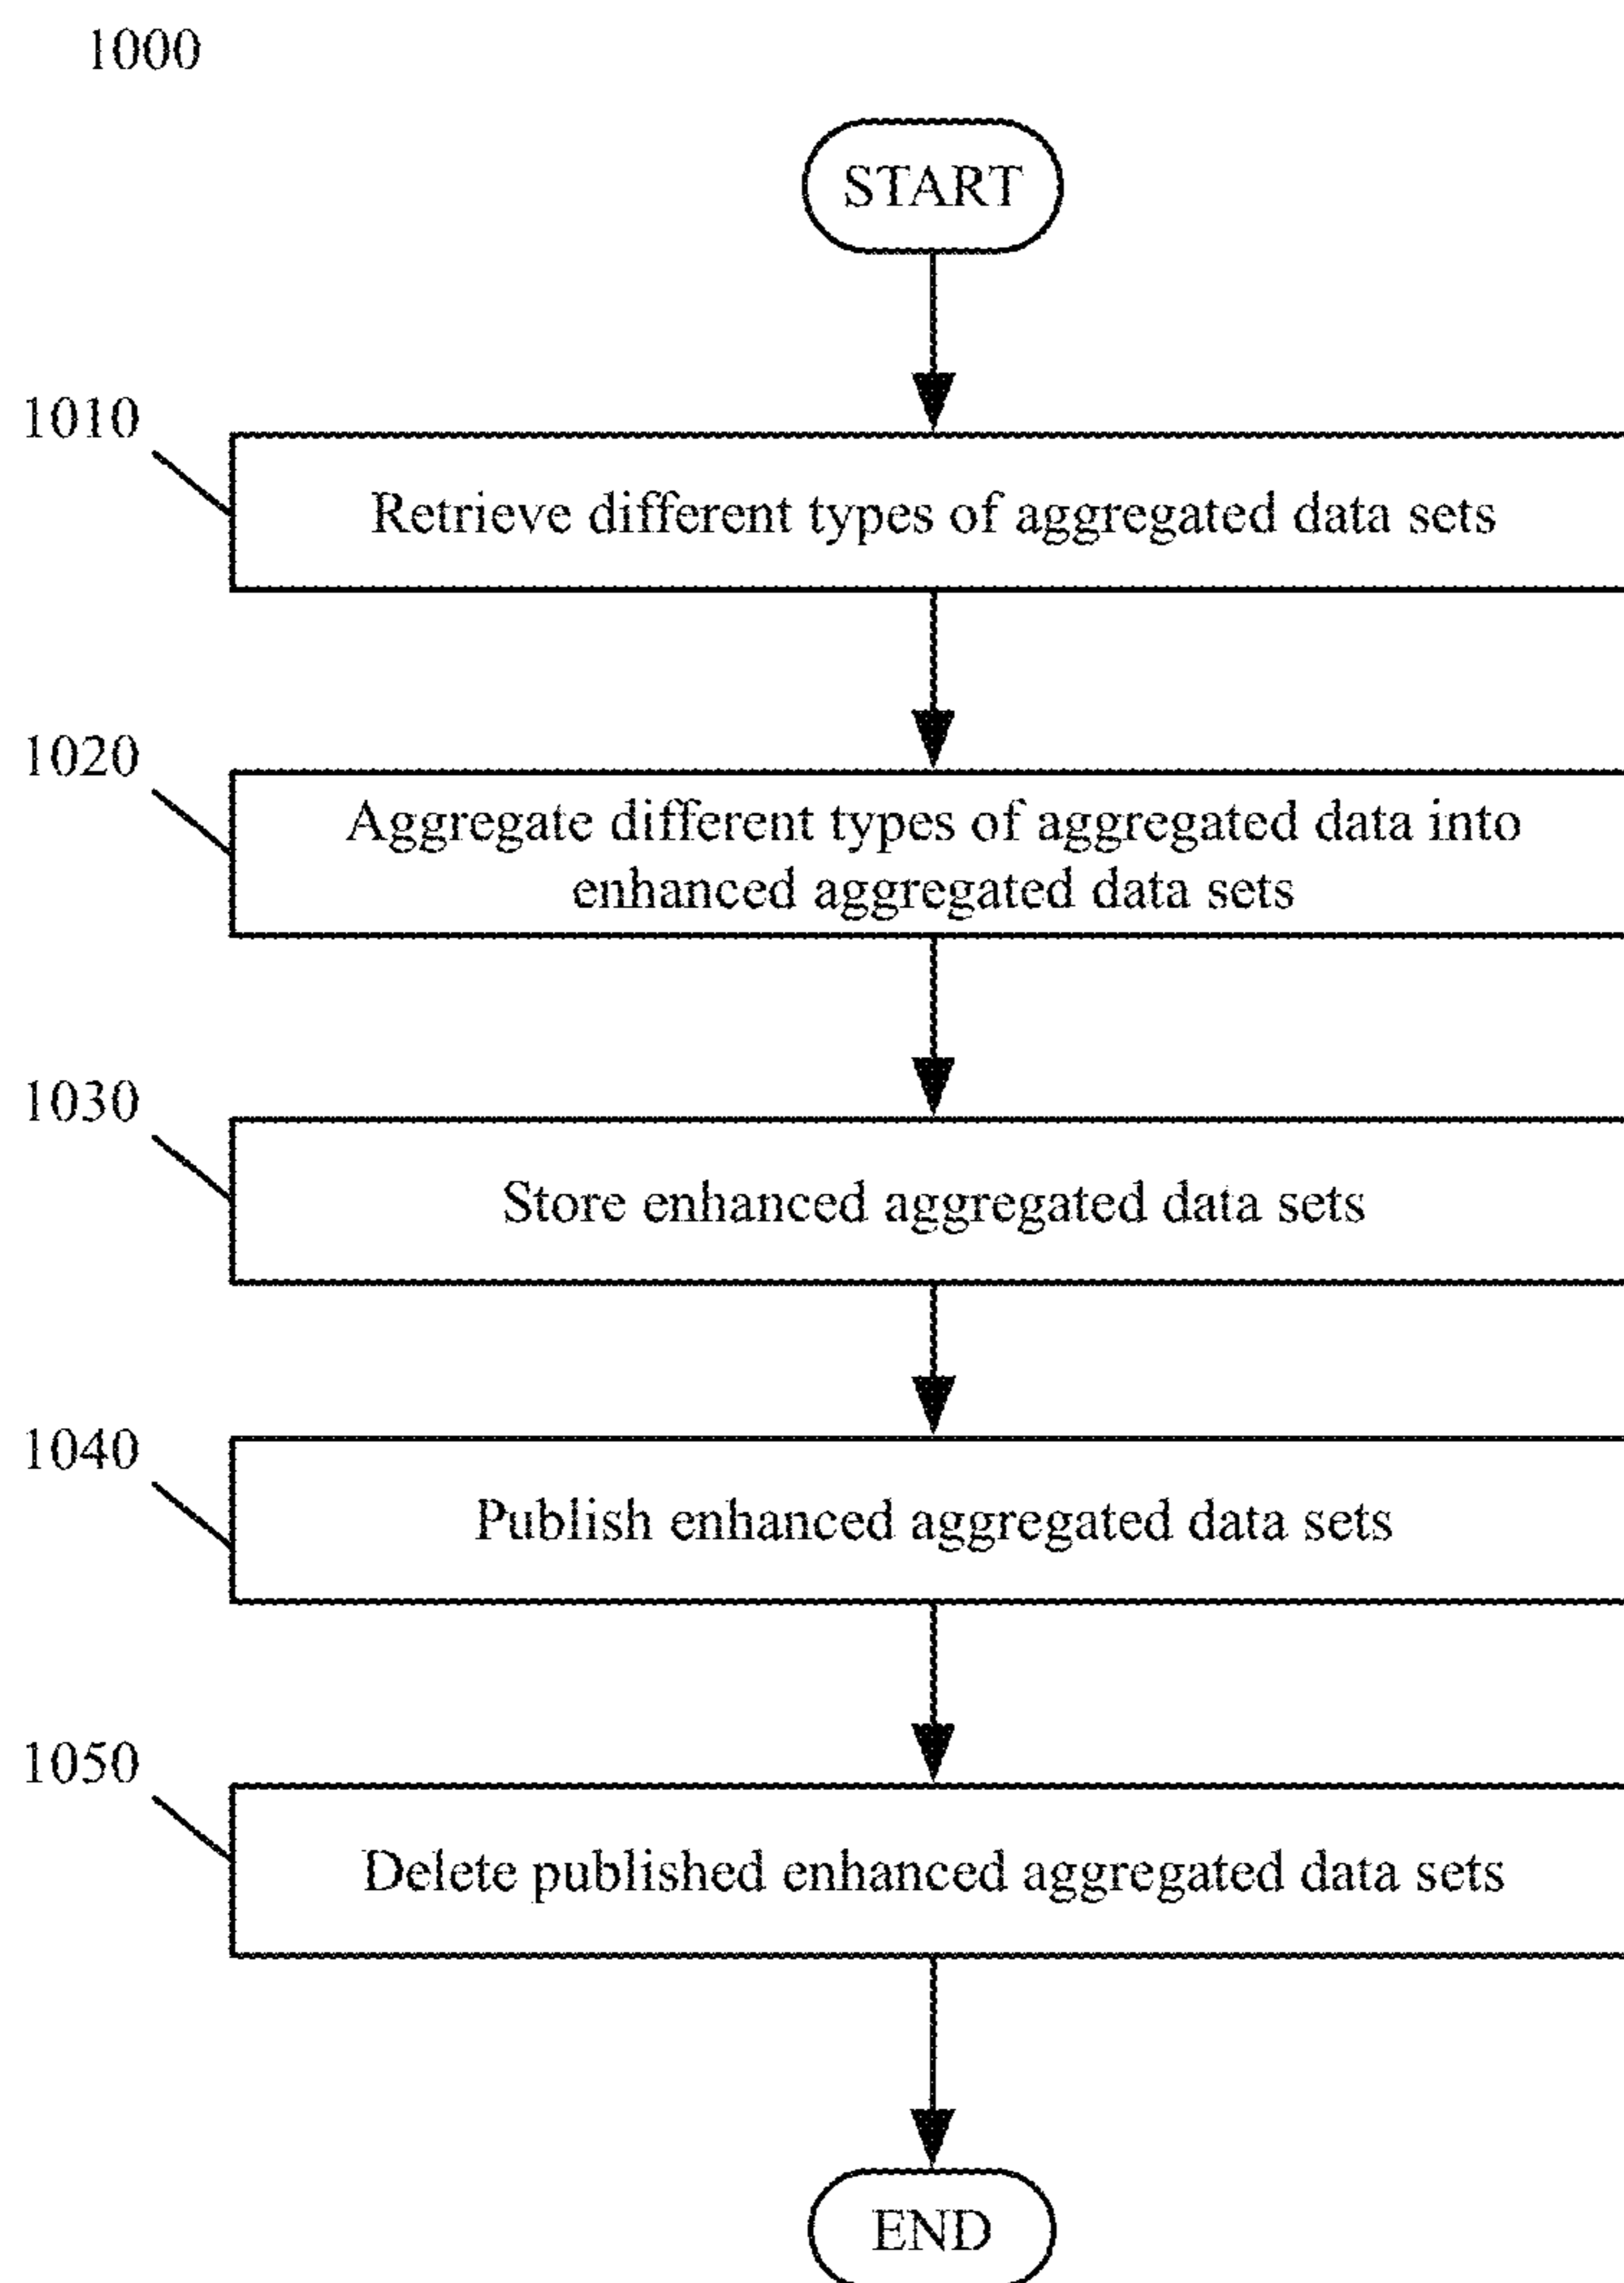 1000
START
1010
Retrieve different types of aggregated data sets
1020
Aggregate different types of aggregated data into
enhanced aggregated data sets
1030
Store enhanced aggregated data sets
1040
Publish enhanced aggregated data sets
1050
Delete published enhanced aggregated data sets
END